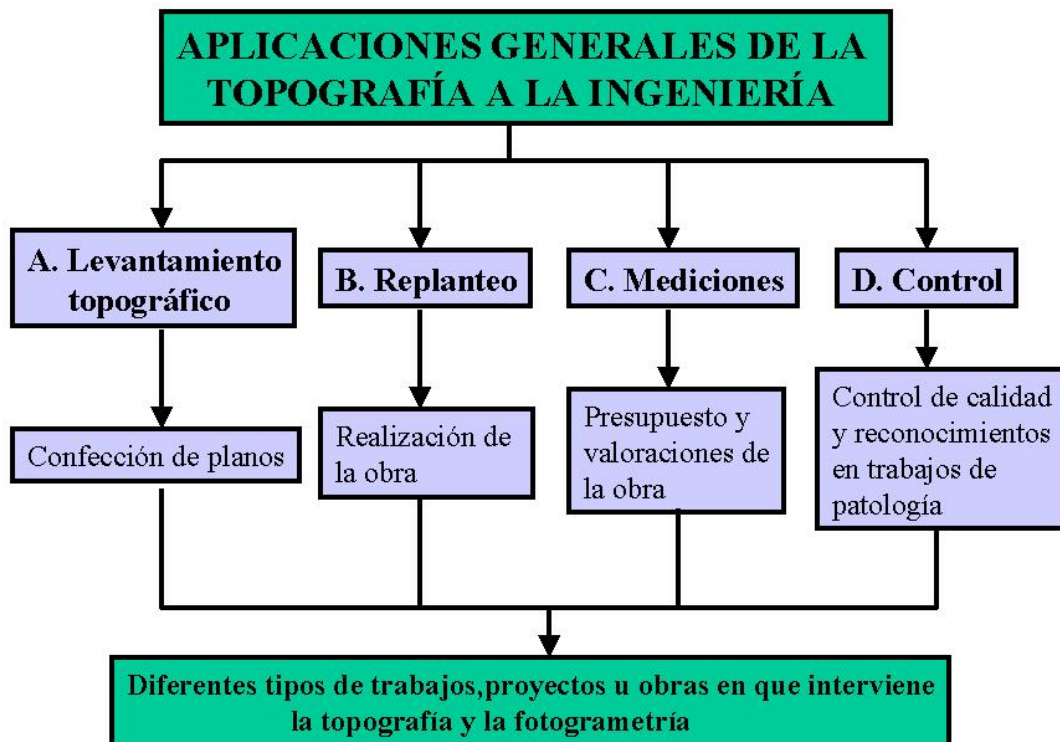 APLICACIONES GENERALES DE LA
TOPOGRAFÍA A LA INGENIERÍA
A. Levantamiento
topográfico
B. Replanteo
C. Mediciones
D. Control
Confección de planos
Realización de
la obra
Presupuesto y
valoraciones de
la obra
Control de calidad
y reconocimientos
en trabajos de
patología
Diferentes tipos de trabajos,proyectos u obras en que interviene
la topografía y la fotogrametría